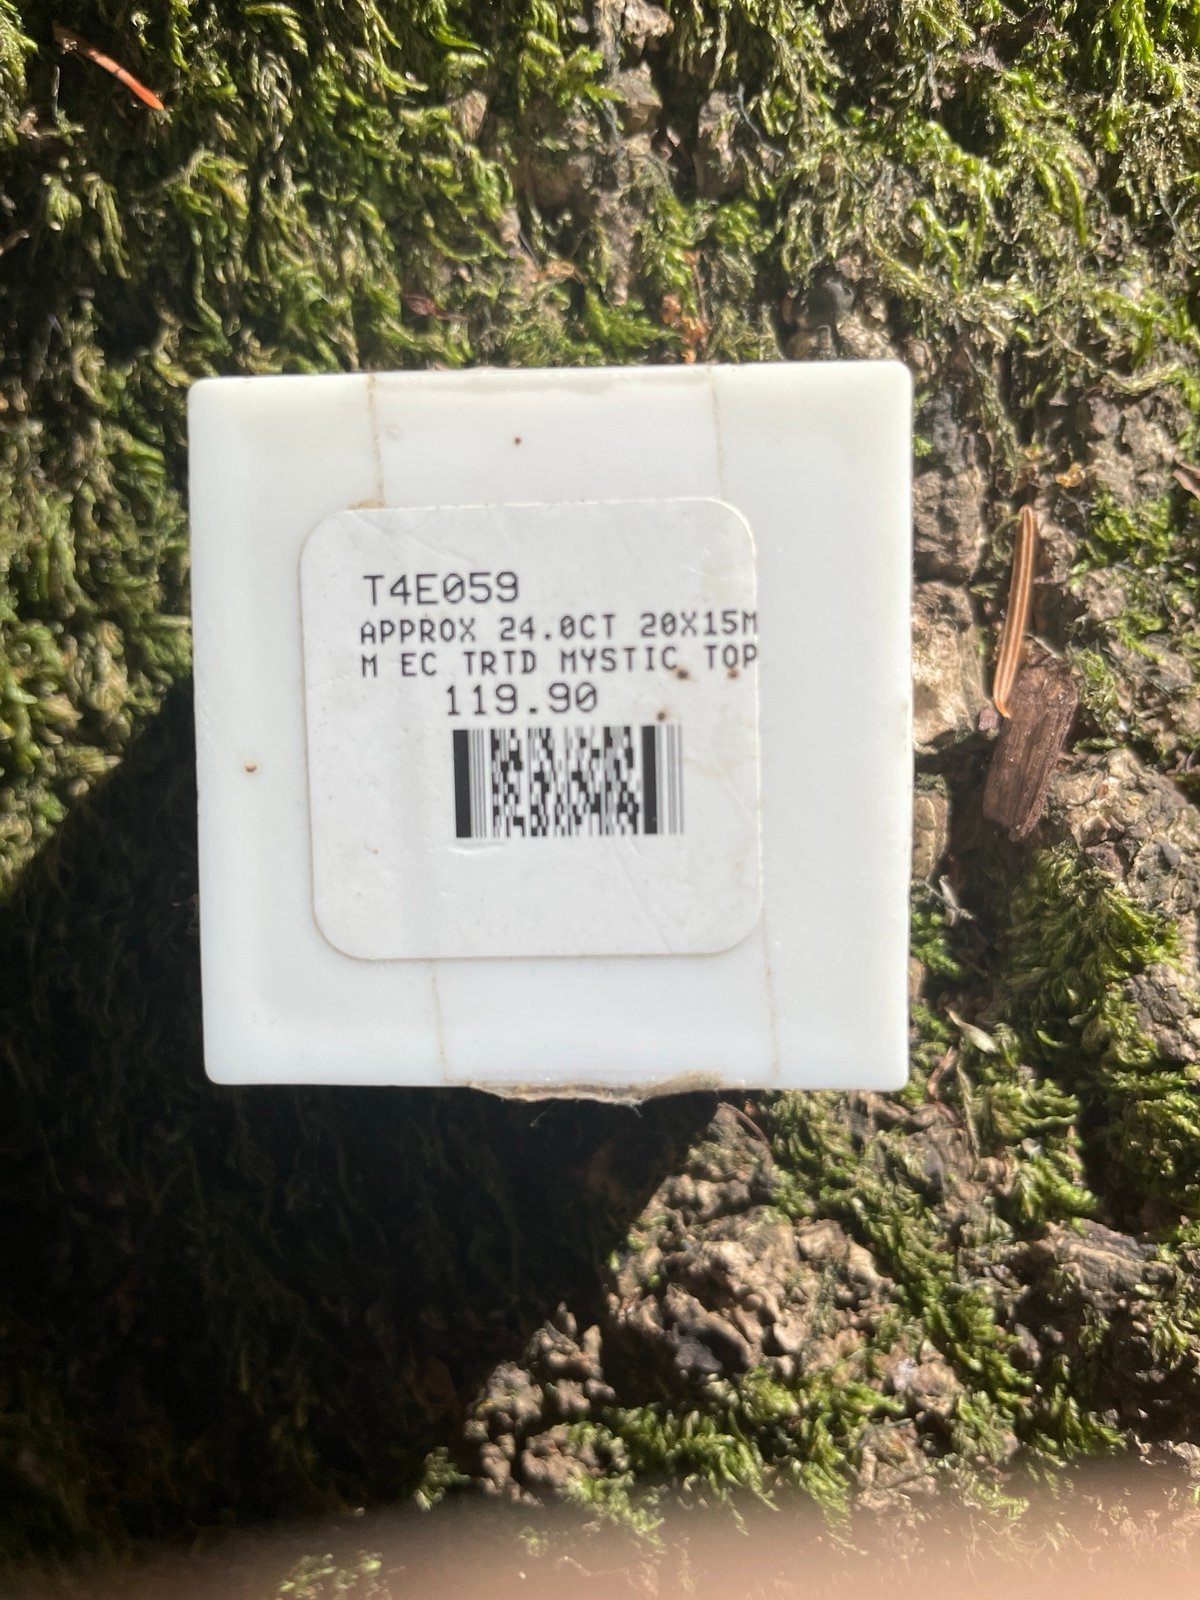 T4E059
APPROX 24.0CT 20X15M
M EC TRTD MYSTIC TOP
119.90